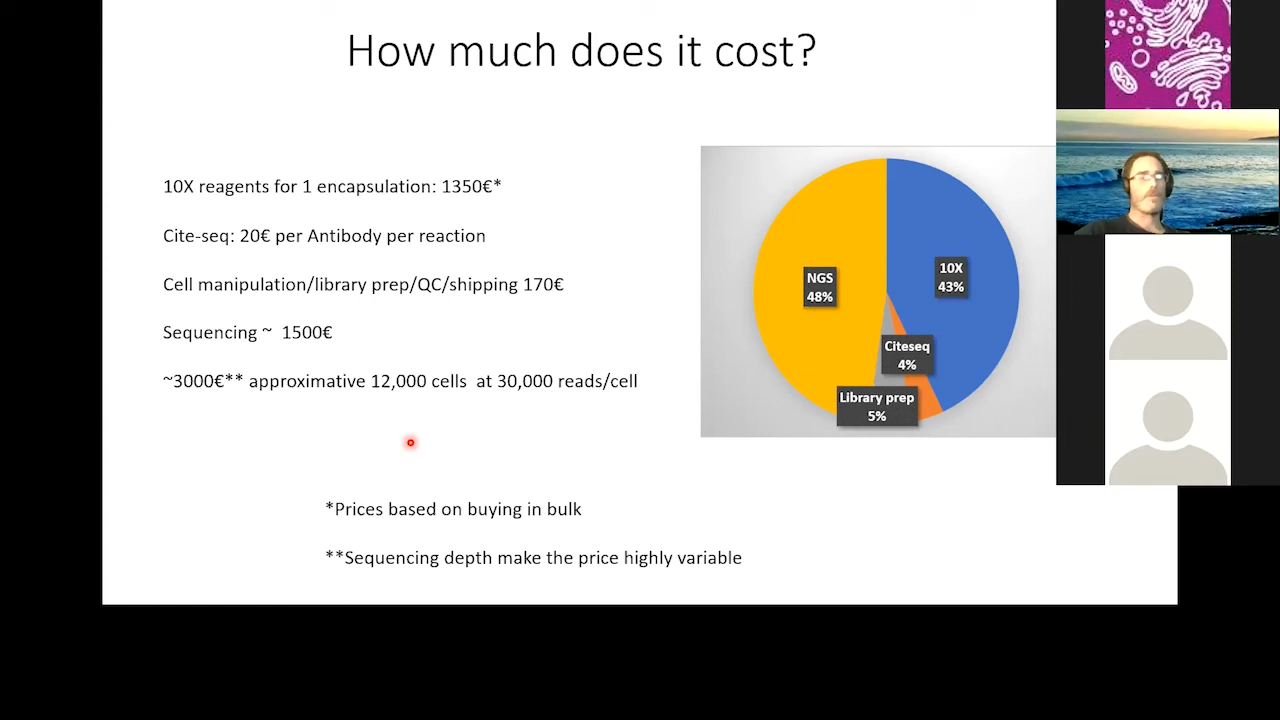 How much does it cost?
10X reagents for 1 encapsulation: 1350€*
Cite-seq: 20€ per Antibody per reaction
Cell manipulation/library prep/QC/shipping 170€
Sequencing ~ 1500€
~3000€** approximative 12,000 cells at 30,000 reads/cell
NGS
48%
10X
43%
Citeseq
4%
Library prep
5%
*Prices based on buying in bulk
**Sequencing depth make the price highly variable